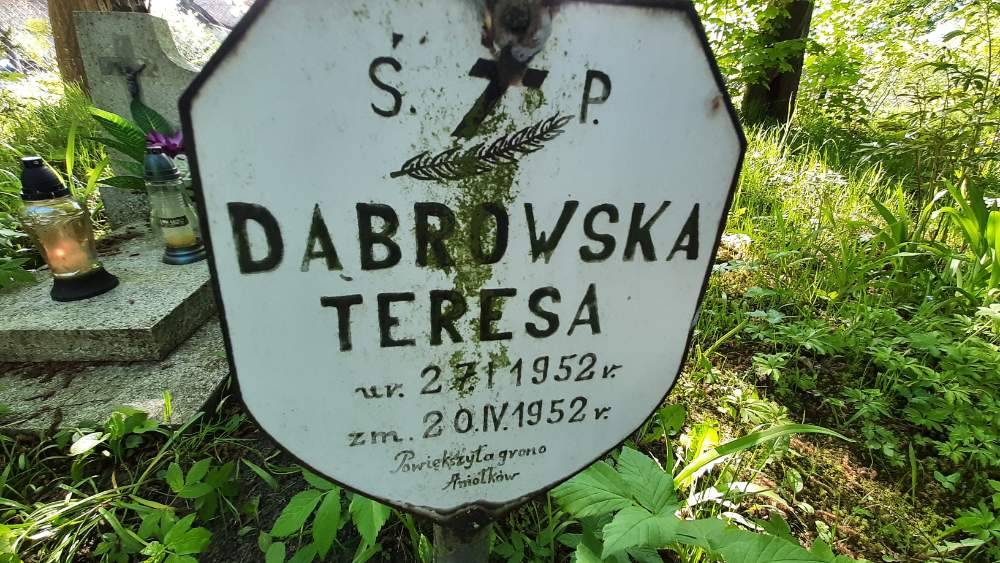 Ś. P.
DĄBROWSKA
TERESA
ur. 27 I 1952 r.
zm. 20.IV.1952 r.
Powiększyła grono
Aniołków